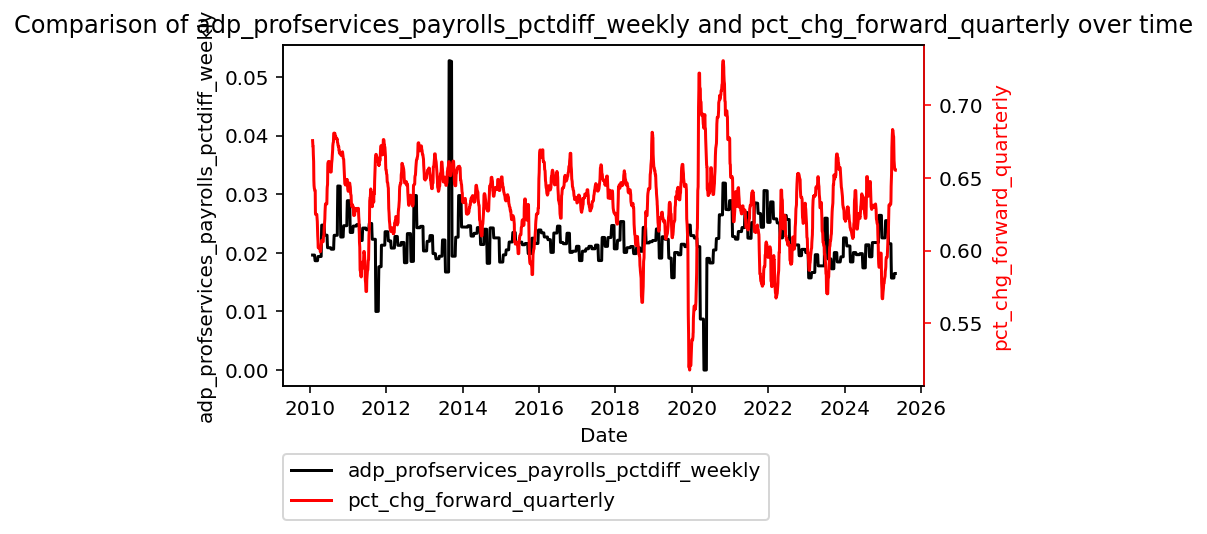 Comparison of adp_profservices_payrolls_pctdiff_weekly and pct_chg_forward_quarterly over time
adp_profservices_payrolls_pctdiff_weekly
0.05
0.04
0.03
0.02
0.01
0.00
0.70
0.65
0.60
0.55
pct_chg_forward_quarterly
2010 2012 2014 2016 2018 2020 2022 2024 2026
Date
adp_profservices_payrolls_pctdiff_weekly
pct_chg_forward_quarterly